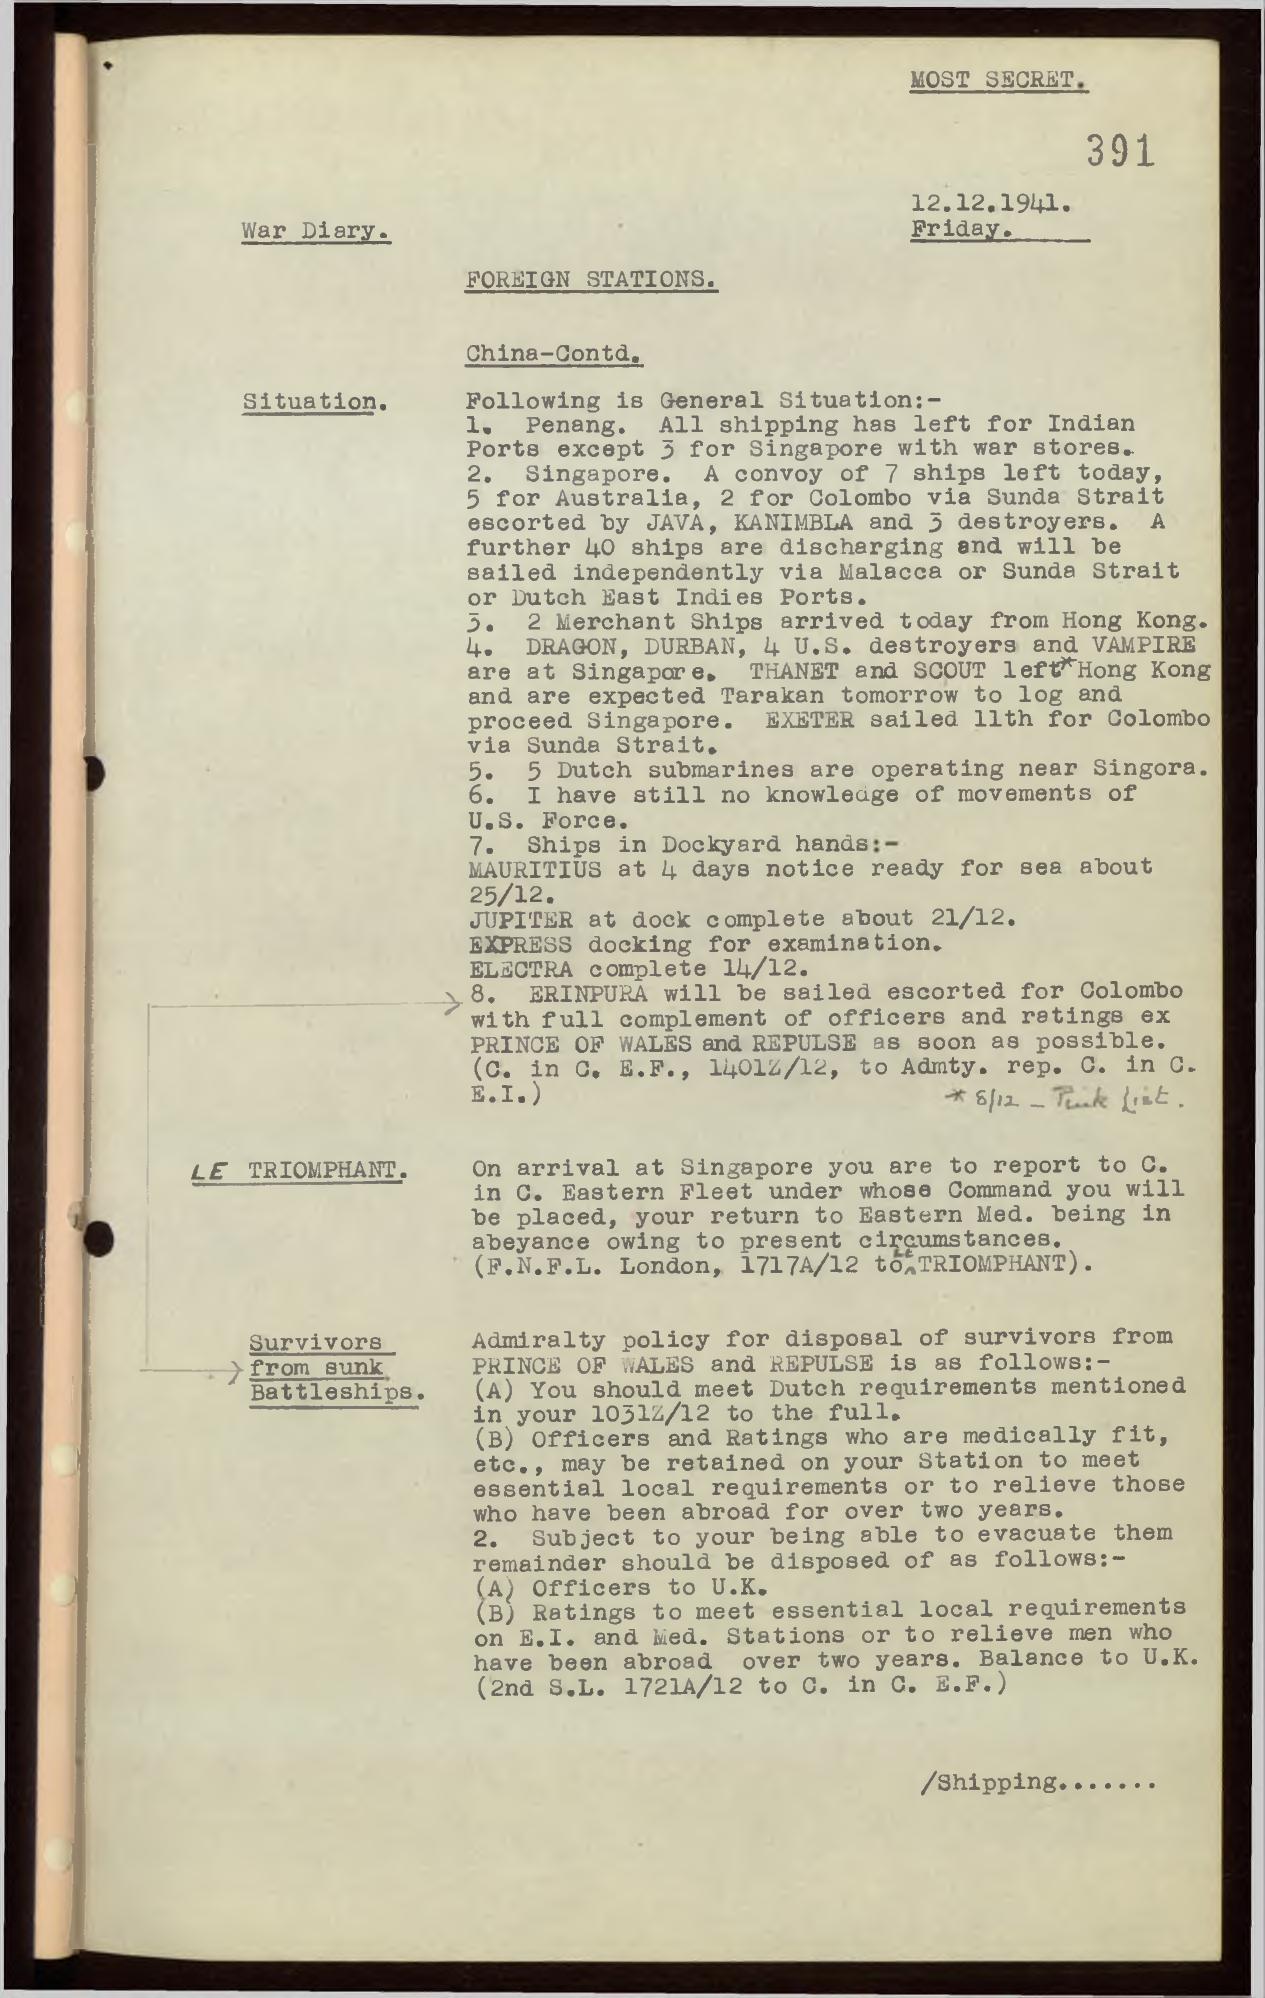 MOST SECRET.
391
12.12.1941.
War Diary.
Friday.
FOREIGN STATIONS.
China-Contd.
Situation.
Following is General Situation:-
1. Penang. All shipping has left for Indian
Ports except 3 for Singapore with war stores.
2. Singapore. A convoy of 7 ships left today,
5 for Australia, 2 for Colombo via Sunda Strait
escorted by JAVA, KANIMBLA and 3 destroyers. A
further 40 ships are discharging and will be
sailed independently via Malacca or Sunda Strait
or Dutch East Indies Ports.
3. 2 Merchant Ships arrived today from Hong Kong.
4. DRAGON, DURBAN, 4 U.S. destroyers and VAMPIRE
are at Singapore. THANET and SCOUT left* Hong Kong
and are expected Tarakan tomorrow to log and
proceed Singapore. EXETER sailed 11th for Colombo
via Sunda Strait.
5. 5 Dutch submarines are operating near Singora.
6. I have still no knowledge of movements of
U.S. Force.
7. Ships in Dockyard hands:-
MAURITIUS at 4 days notice ready for sea about
25/12.
JUPITER at dock complete about 21/12.
EXPRESS docking for examination.
ELECTRA complete 14/12.
8. ERINPURA will be sailed escorted for Colombo
with full complement of officers and ratings ex
PRINCE OF WALES and REPULSE as soon as possible.
(C. in C. E.F., 1401Z/12, to Admty. rep. C. in C.
E.I.)
* 8/12 - Pink List.
LE TRIOMPHANT.
On arrival at Singapore you are to report to C.
in C. Eastern Fleet under whose Command you will
be placed, your return to Eastern Med. being in
abeyance owing to present circumstances.
(F.N.F.L. London, 1717A/12 to LE TRIOMPHANT).
Survivors
from sunk
Battleships.
Admiralty policy for disposal of survivors from
PRINCE OF WALES and REPULSE is as follows:-
(A) You should meet Dutch requirements mentioned
in your 1031Z/12 to the full.
(B) Officers and Ratings who are medically fit,
etc., may be retained on your Station to meet
essential local requirements or to relieve those
who have been abroad for over two years.
2. Subject to your being able to evacuate them
remainder should be disposed of as follows:-
(A) Officers to U.K.
(B) Ratings to meet essential local requirements
on E.I. and Med. Stations or to relieve men who
have been abroad over two years. Balance to U.K.
(2nd S.L. 1721A/12 to C. in C. E.F.)
/Shipping.......